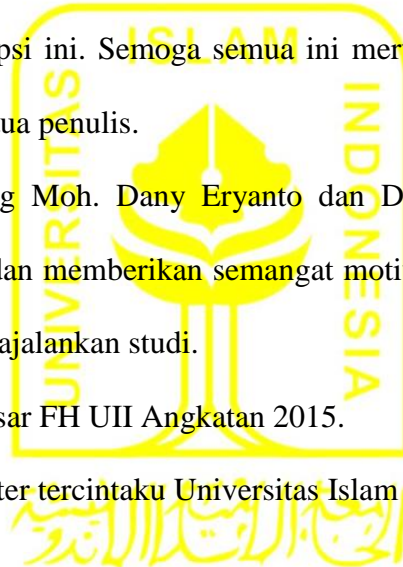 psi ini. Semoga semua ini mer
ISLAM
UNIVERSITAS
INDONESIA
ua penulis.
g Moh. Dany Eryanto dan D
dan memberikan semangat moti
ajalankan studi.
sar FH UII Angkatan 2015.
ter tercintaku Universitas Islam